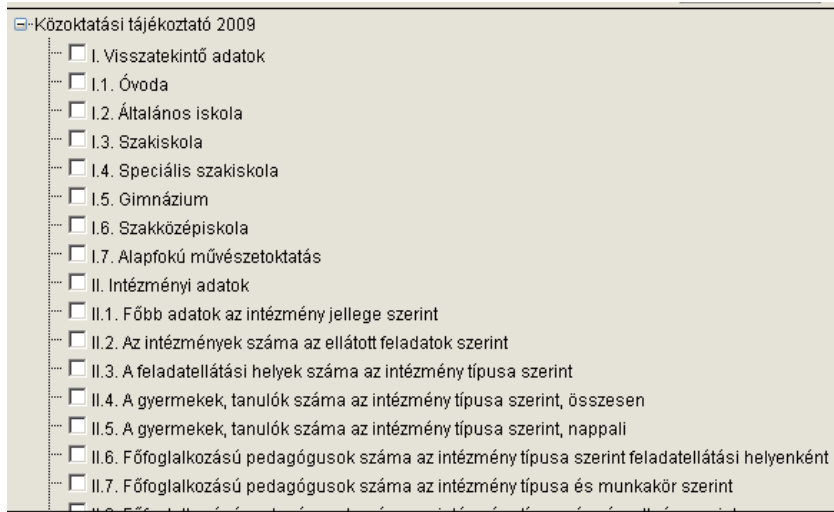 Közoktatási tájékoztató 2009
I. Visszatekintő adatok
I.1. Óvoda
I.2. Általános iskola
I.3. Szakiskola
I.4. Speciális szakiskola
I.5. Gimnázium
I.6. Szakközépiskola
I.7. Alapfokú művészetoktatás
II. Intézményi adatok
II.1. Főbb adatok az intézmény jellege szerint
II.2. Az intézmények száma az ellátott feladatok szerint
II.3. A feladatellátási helyek száma az intézmény típusa szerint
II.4. A gyermekek, tanulók száma az intézmény típusa szerint, összesen
II.5. A gyermekek, tanulók száma az intézmény típusa szerint, nappali
II.6. Főfoglalkozású pedagógusok száma az intézmény típusa szerint feladatellátási helyenként
II.7. Főfoglalkozású pedagógusok száma az intézmény típusa és munkakör szerint